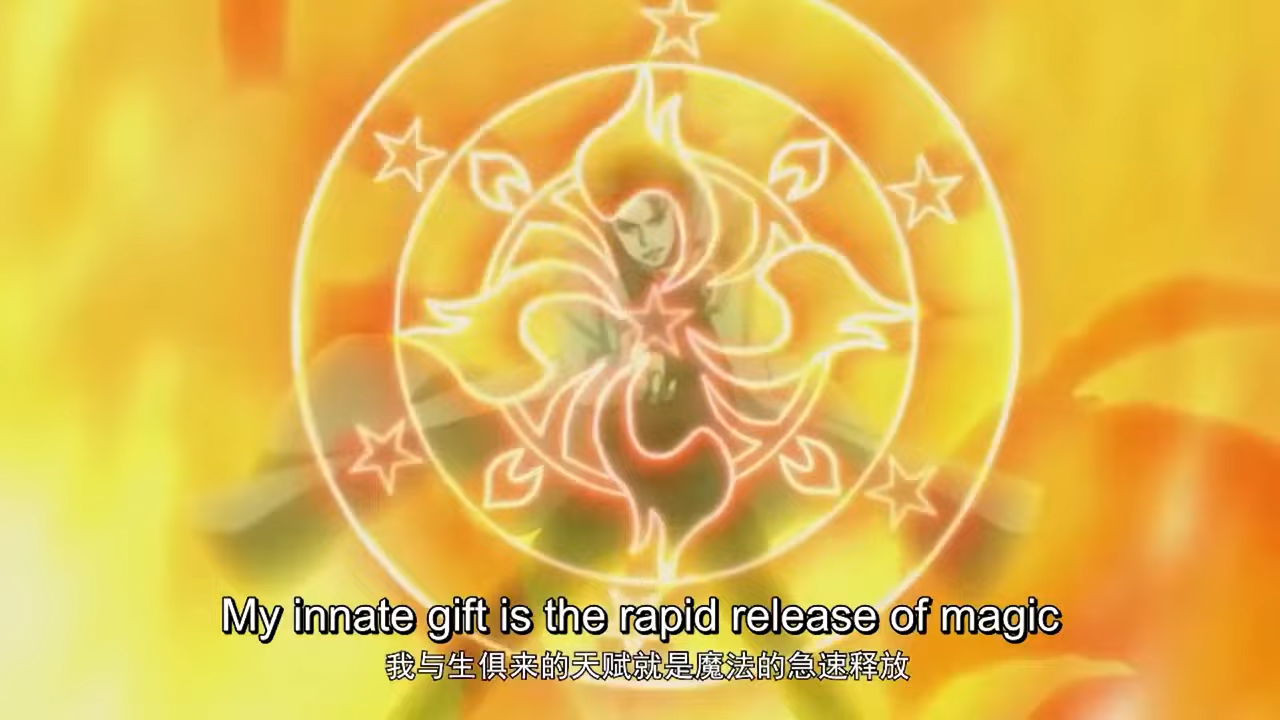 My innate gift is the rapid release of magic
我与生俱来的天赋就是魔法的急速释放